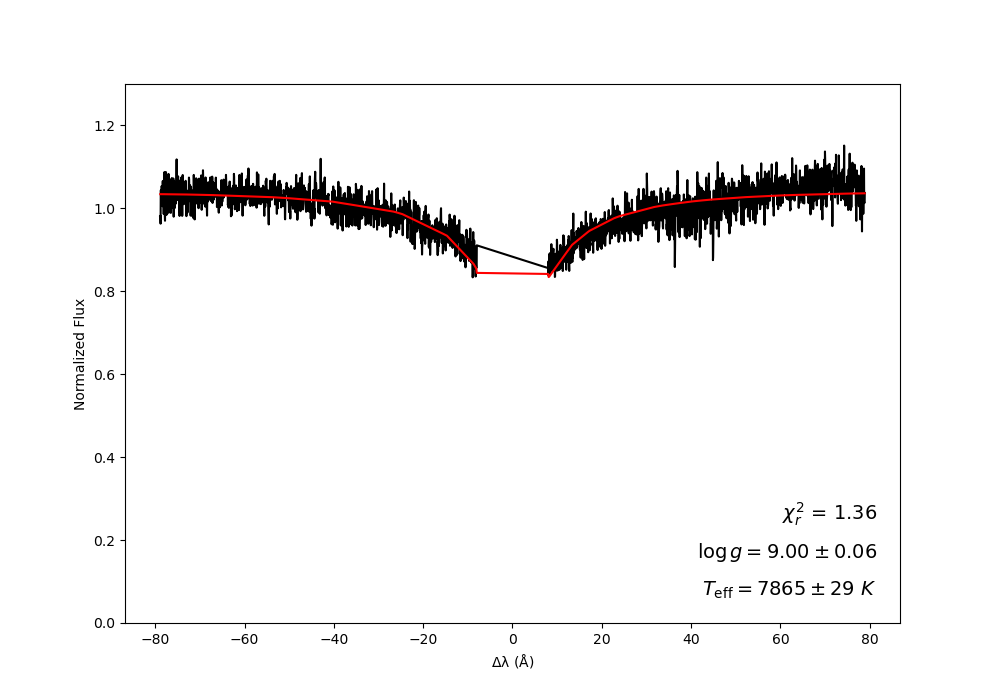 1.2
1.0
0.8
0.6
0.4
0.2
0.0
Normalized Flux
χ²ᵣ = 1.36
log g = 9.00 ± 0.06
T_eff = 7865 ± 29 K
−80 −60 −40 −20 0 20 40 60 80
Δλ (Å)